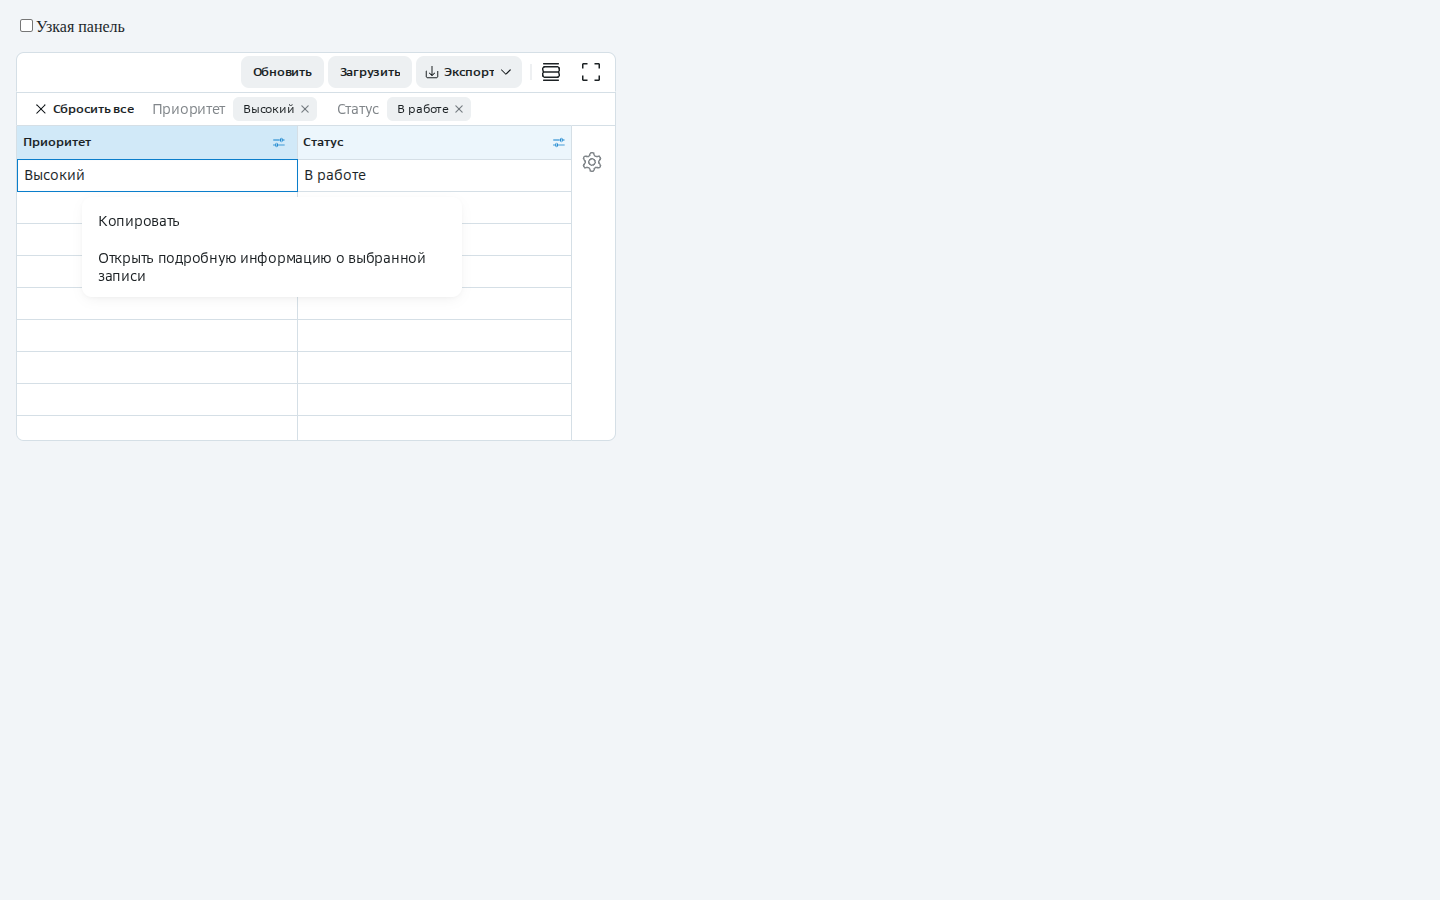 Узкая панель
Обновить Загрузить Экспорт
Сбросить все Приоритет Высокий Статус В работе
Приоритет Статус
Высокий В работе
Копировать
Открыть подробную информацию о выбранной
записи